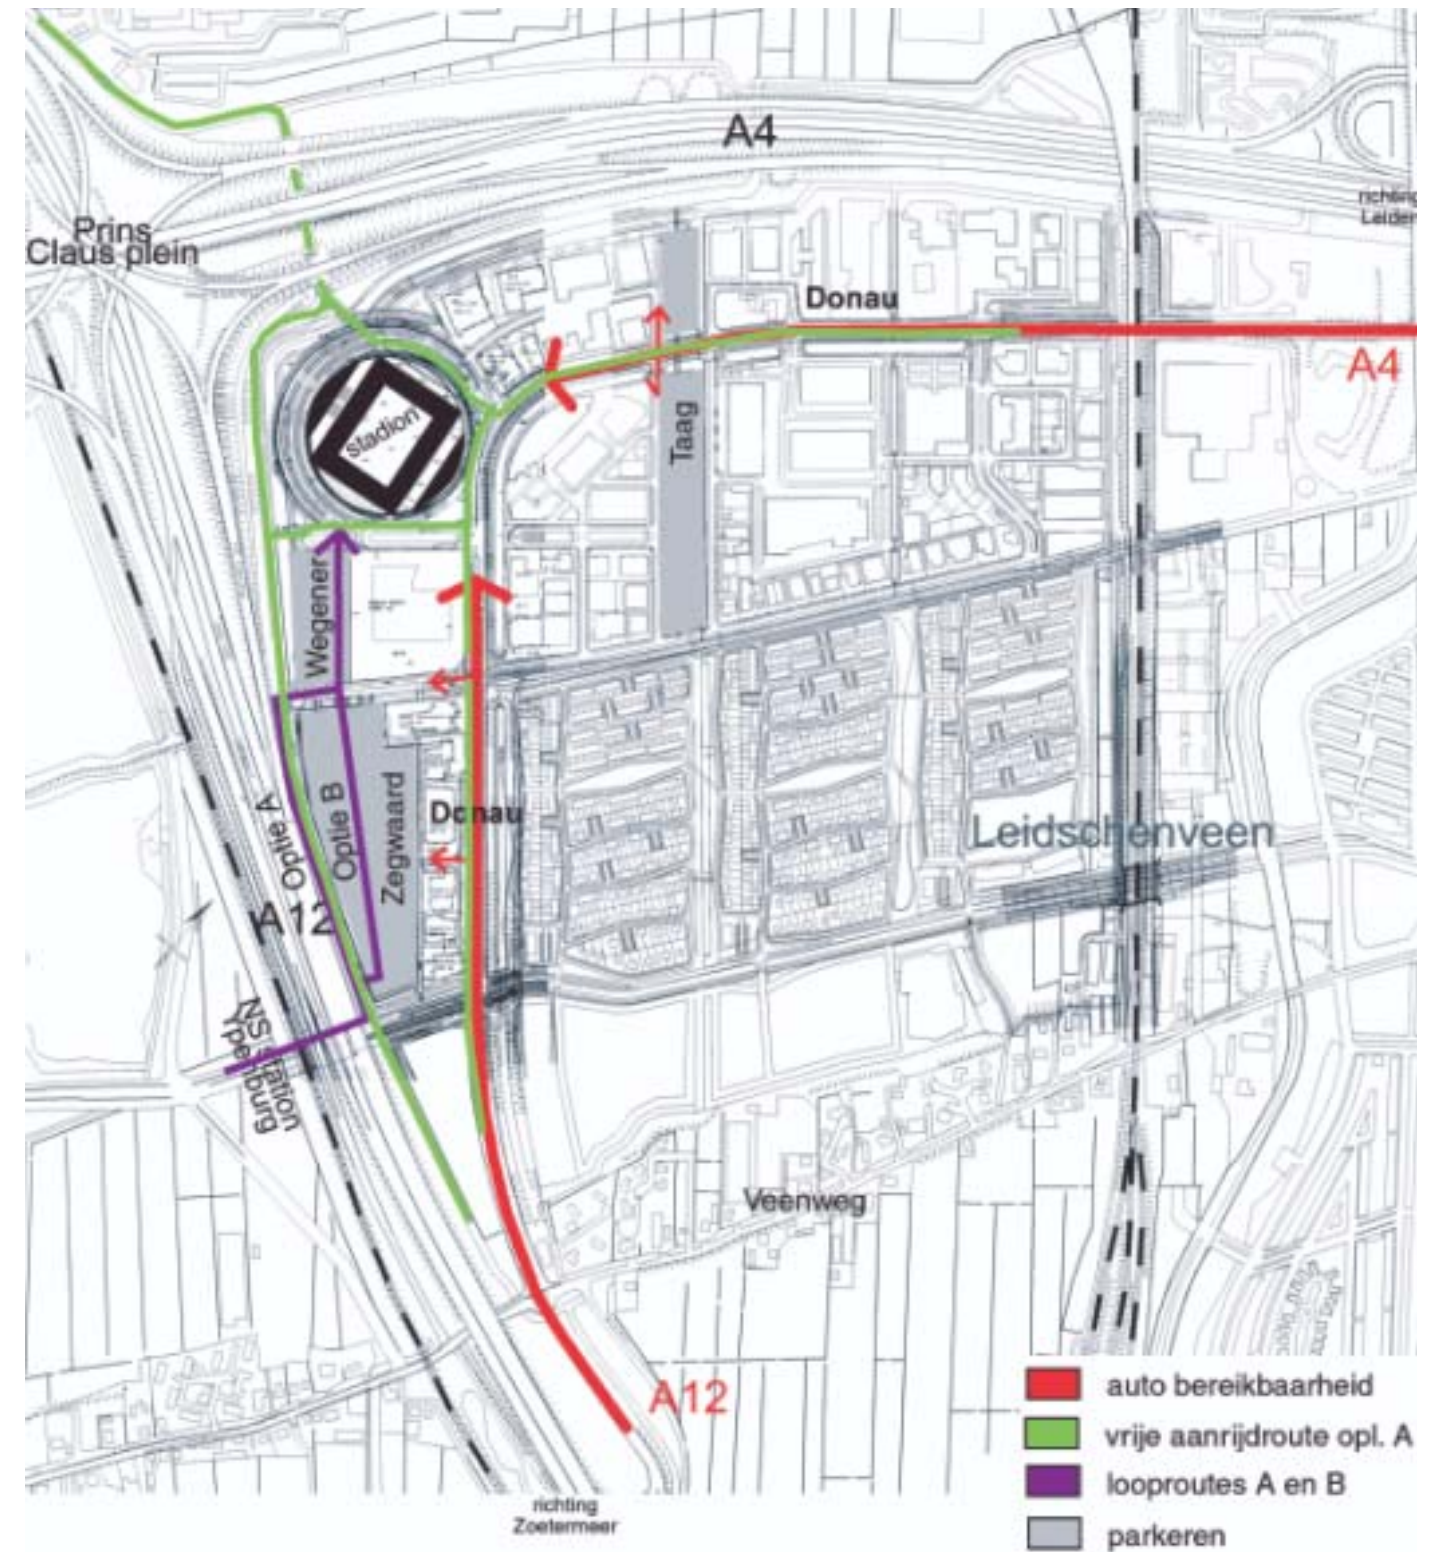 A4
richting
Leiden
Prins
Claus plein
Donau
A4
stadion
Taag
Wegener
Optie A
Optie B
Zegwaard
Donau
Leidschenveen
A12
NS station
Ypenburg
Veenweg
A12
auto bereikbaarheid
vrije aanrijdroute opl. A
looproutes A en B
parkeren
richting
Zoetermeer